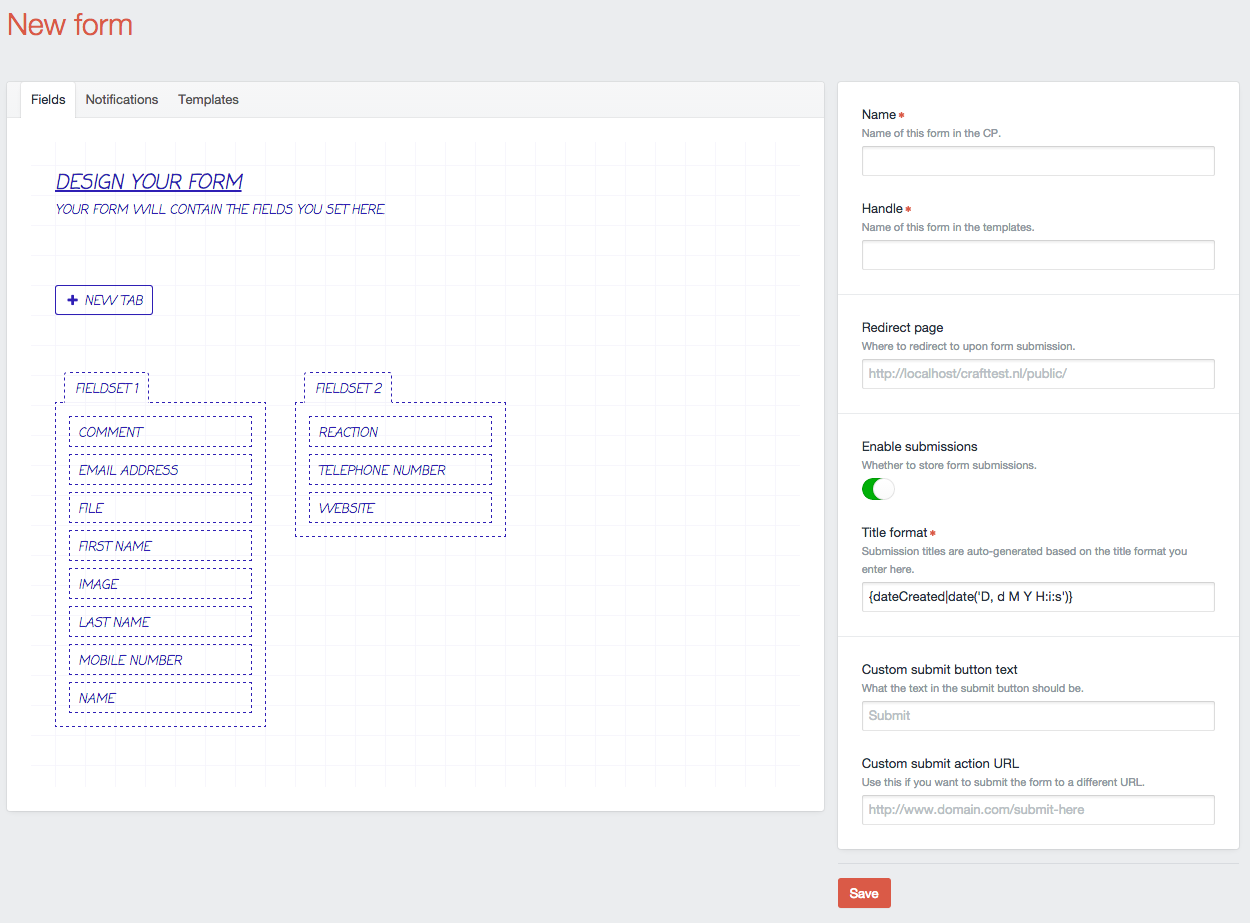 New form
Fields
Notifications
Templates
DESIGN YOUR FORM
YOUR FORM WILL CONTAIN THE FIELDS YOU SET HERE
+ NEW TAB
FIELDSET 1
COMMENT
EMAIL ADDRESS
FILE
FIRST NAME
IMAGE
LAST NAME
MOBILE NUMBER
NAME
FIELDSET 2
REACTION
TELEPHONE NUMBER
WEBSITE
Name *
Name of this form in the CP.
Handle *
Name of this form in the templates.
Redirect page
Where to redirect to upon form submission.
http://localhost/crafttest.nl/public/
Enable submissions
Whether to store form submissions.
Title format *
Submission titles are auto-generated based on the title format you
enter here.
{dateCreated|date('D, d M Y H:i:s')}
Custom submit button text
What the text in the submit button should be.
Submit
Custom submit action URL
Use this if you want to submit the form to a different URL.
http://www.domain.com/submit-here
Save